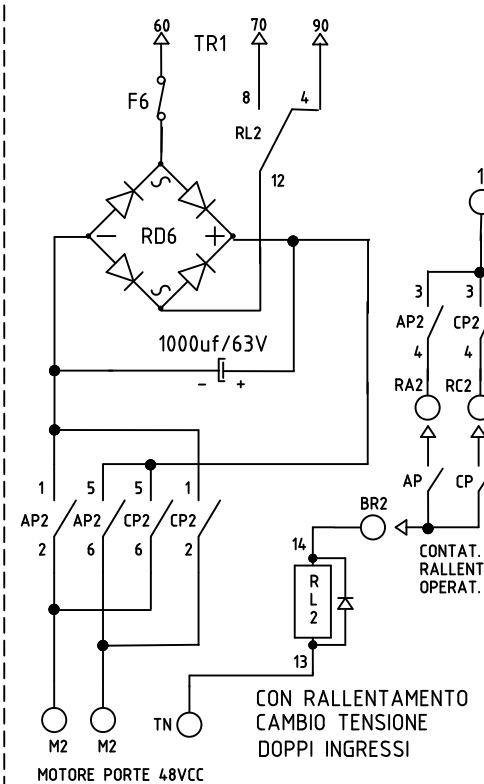 60
TR1
70
90
F6
8
4
RL2
12
RD6
-
+
1000uf/63V
- +
1
3
3
AP2
CP2
4
4
RA2
RC2
AP
CP
1
5
5
1
AP2
AP2
CP2
CP2
2
6
6
2
BR2
CONTAT.
RALLENT
OPERAT.
14
R
L
2
13
TN
M2
M2
CON RALLENTAMENTO
CAMBIO TENSIONE
DOPPI INGRESSI
MOTORE PORTE 48VCC